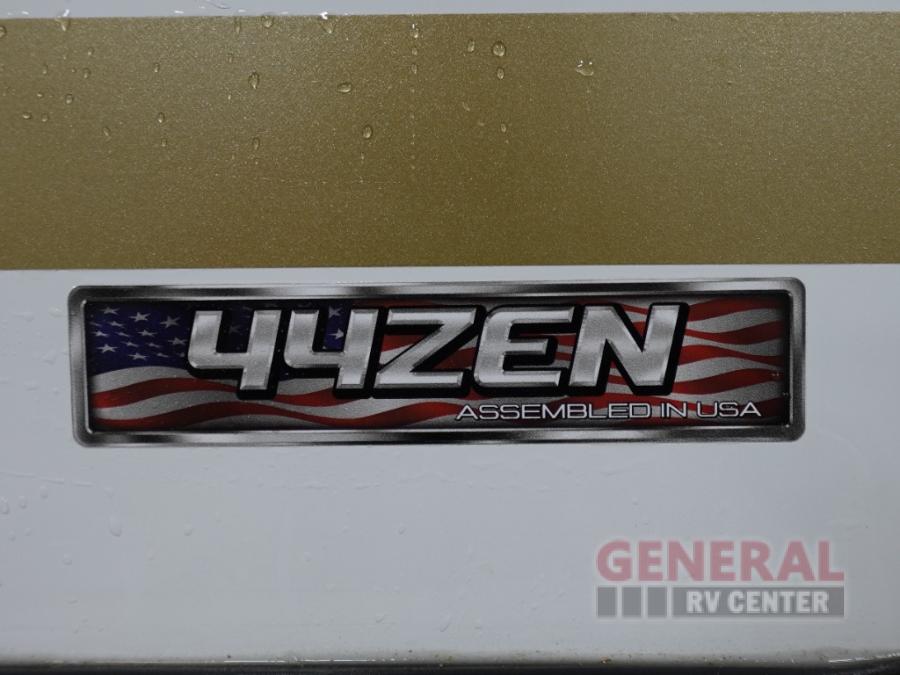 44ZEN
ASSEMBLED IN USA
GENERAL
RV CENTER